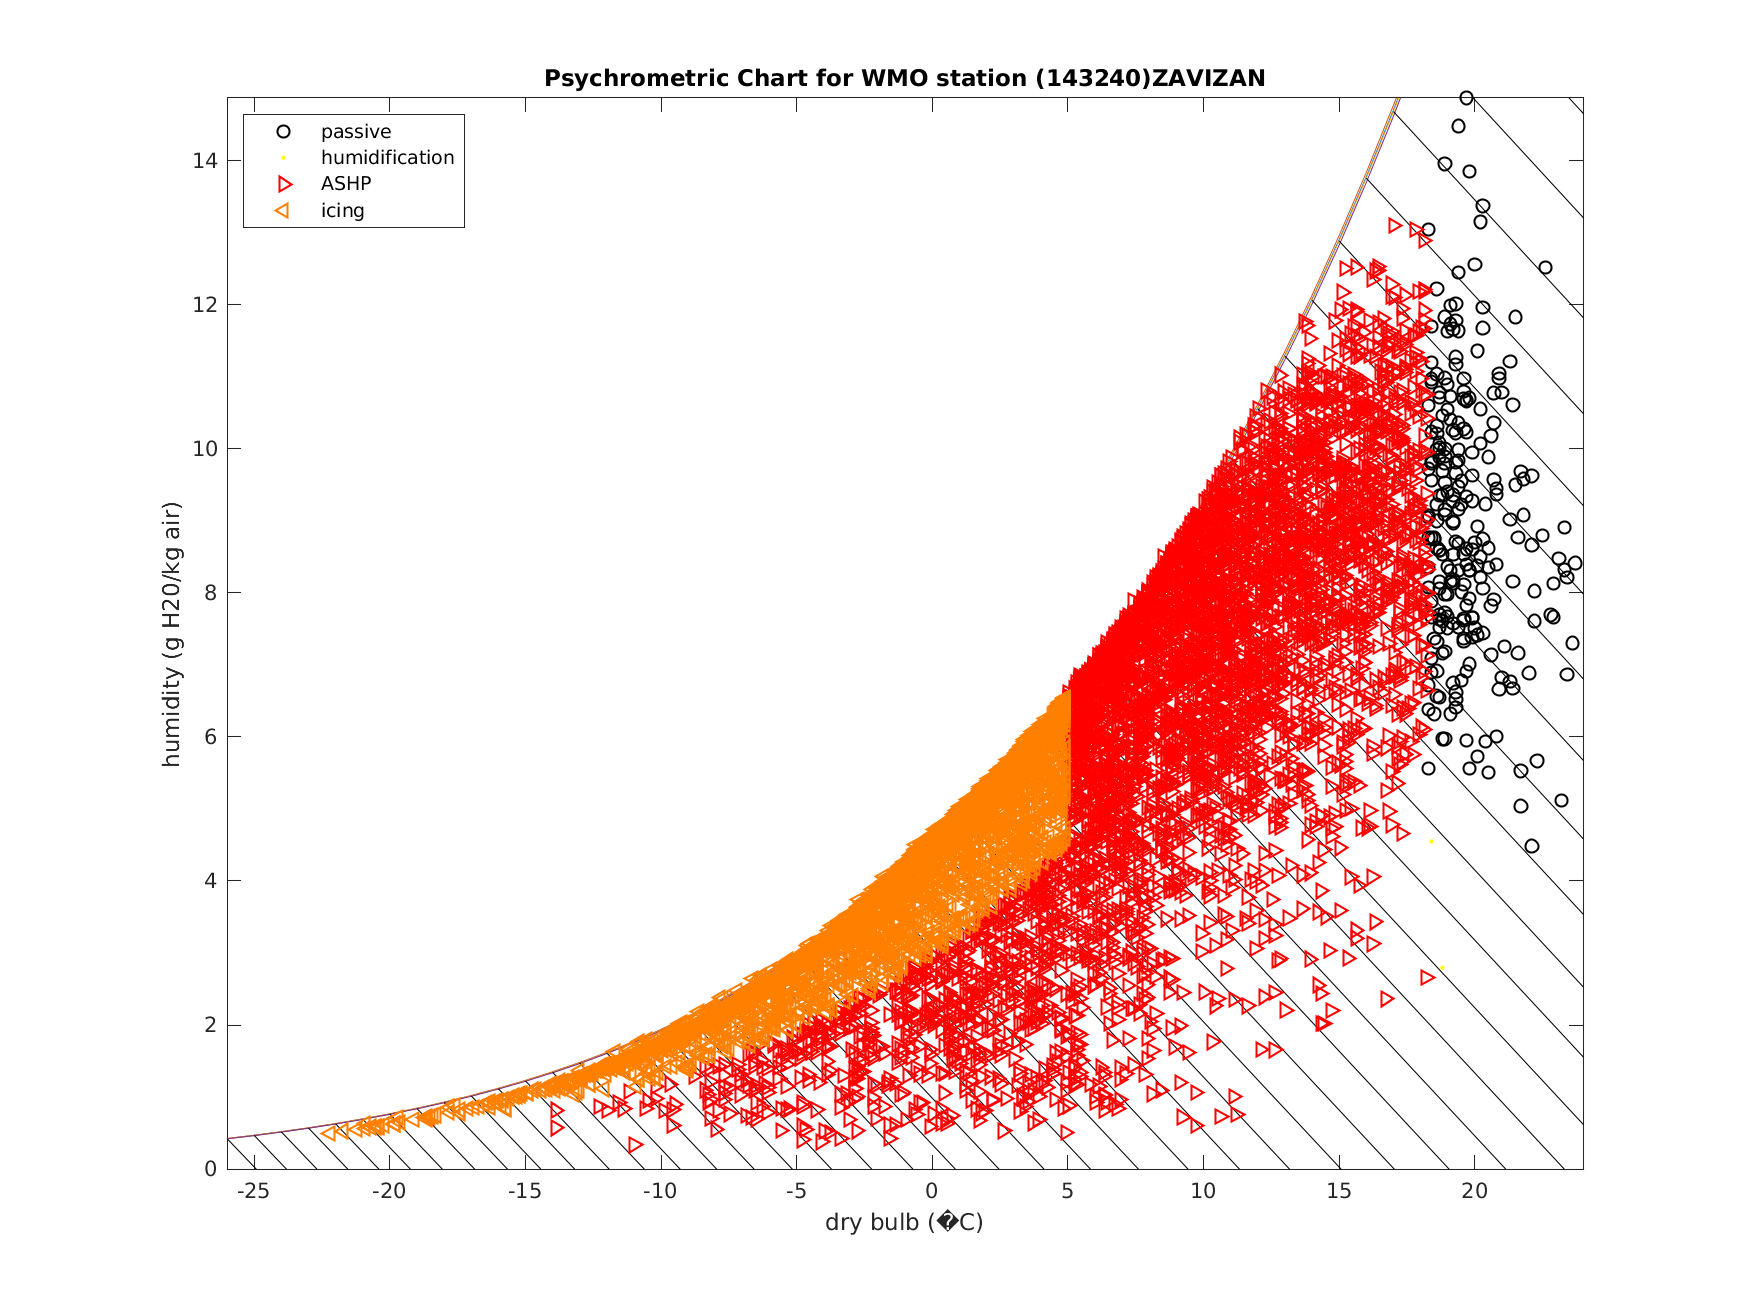 Psychrometric Chart for WMO station (143240)ZAVIZAN
passive
humidification
ASHP
icing
14
12
10
8
6
4
2
0
humidity (g H20/kg air)
-25 -20 -15 -10 -5 0 5 10 15 20
dry bulb (�C)